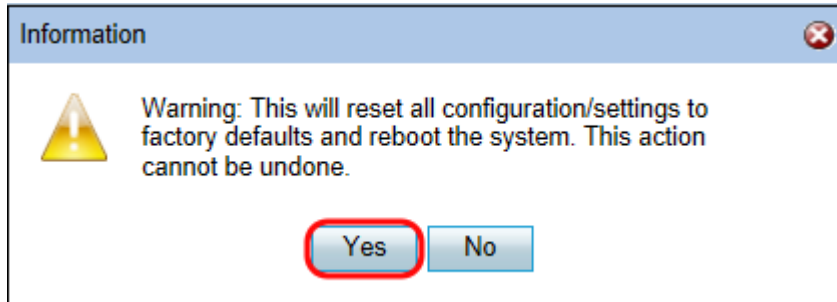 Information
Warning: This will reset all configuration/settings to
factory defaults and reboot the system. This action
cannot be undone.
Yes No